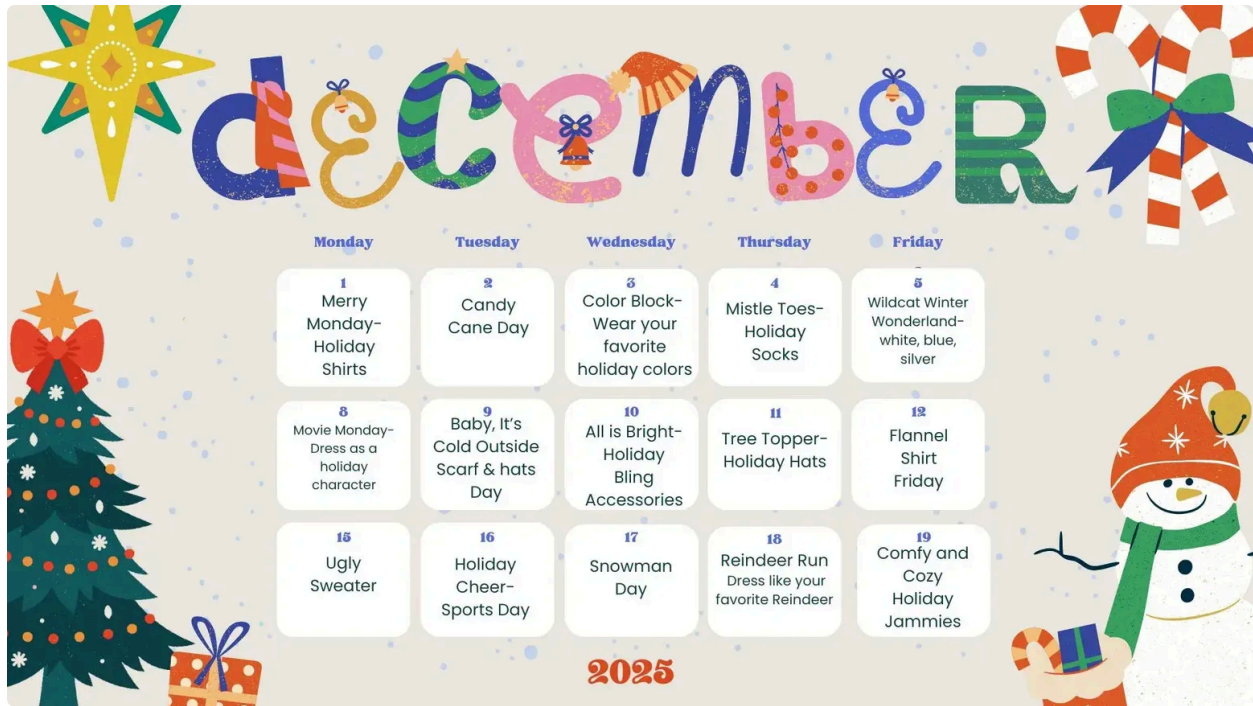 dECEmbER
Monday Tuesday Wednesday Thursday Friday
1
Merry
Monday-
Holiday
Shirts
2
Candy
Cane Day
3
Color Block-
Wear your
favorite
holiday colors
4
Mistle Toes-
Holiday
Socks
5
Wildcat Winter
Wonderland-
white, blue,
silver
8
Movie Monday-
Dress as a
holiday
character
9
Baby, It's
Cold Outside
Scarf & hats
Day
10
All is Bright-
Holiday
Bling
Accessories
11
Tree Topper-
Holiday Hats
12
Flannel
Shirt
Friday
15
Ugly
Sweater
16
Holiday
Cheer-
Sports Day
17
Snowman
Day
18
Reindeer Run
Dress like your
favorite Reindeer
19
Comfy and
Cozy
Holiday
Jammies
2025